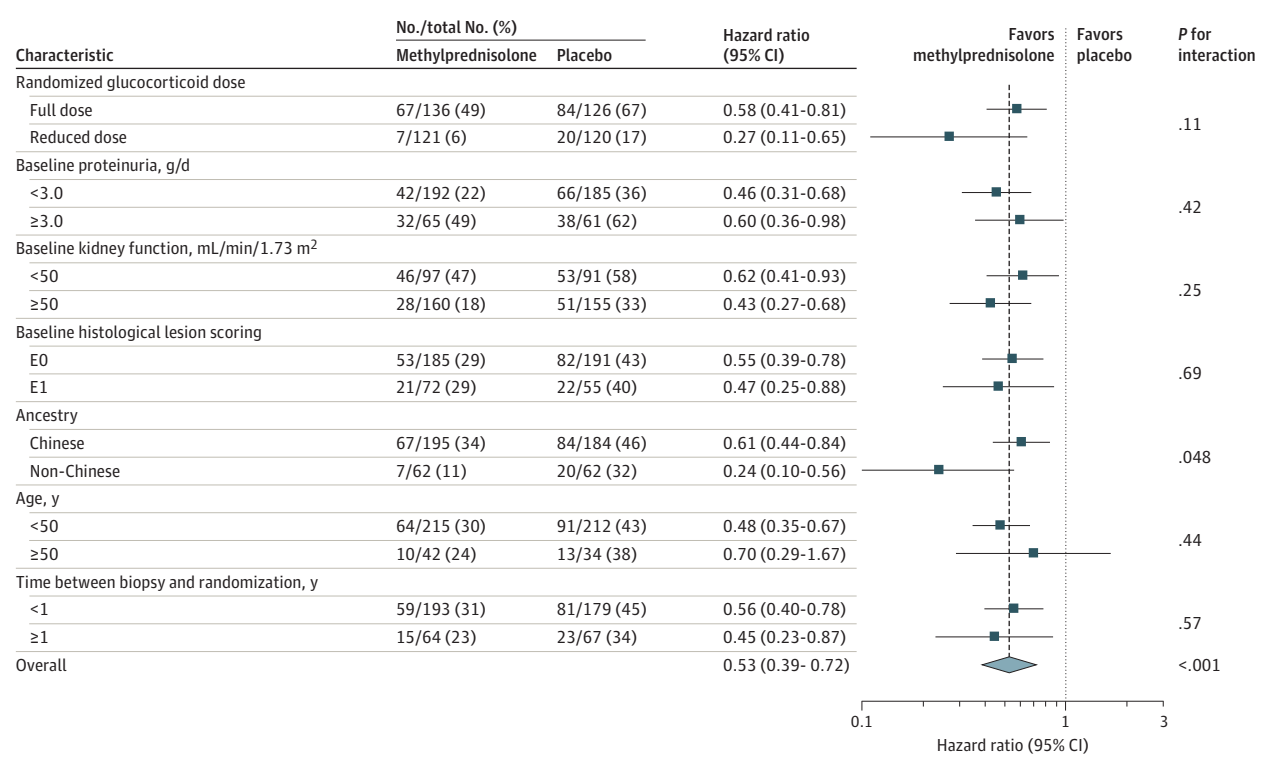 No./total No. (%)
Characteristic Methylprednisolone Placebo Hazard ratio (95% CI) Favors methylprednisolone Favors placebo P for interaction
Randomized glucocorticoid dose
Full dose 67/136 (49) 84/126 (67) 0.58 (0.41-0.81)
.11
Reduced dose 7/121 (6) 20/120 (17) 0.27 (0.11-0.65)
Baseline proteinuria, g/d
<3.0 42/192 (22) 66/185 (36) 0.46 (0.31-0.68)
.42
≥3.0 32/65 (49) 38/61 (62) 0.60 (0.36-0.98)
Baseline kidney function, mL/min/1.73 m2
<50 46/97 (47) 53/91 (58) 0.62 (0.41-0.93)
.25
≥50 28/160 (18) 51/155 (33) 0.43 (0.27-0.68)
Baseline histological lesion scoring
E0 53/185 (29) 82/191 (43) 0.55 (0.39-0.78)
.69
E1 21/72 (29) 22/55 (40) 0.47 (0.25-0.88)
Ancestry
Chinese 67/195 (34) 84/184 (46) 0.61 (0.44-0.84)
.048
Non-Chinese 7/62 (11) 20/62 (32) 0.24 (0.10-0.56)
Age, y
<50 64/215 (30) 91/212 (43) 0.48 (0.35-0.67)
.44
≥50 10/42 (24) 13/34 (38) 0.70 (0.29-1.67)
Time between biopsy and randomization, y
<1 59/193 (31) 81/179 (45) 0.56 (0.40-0.78)
.57
≥1 15/64 (23) 23/67 (34) 0.45 (0.23-0.87)
Overall 0.53 (0.39- 0.72) <.001
0.1 1 3
Hazard ratio (95% CI)